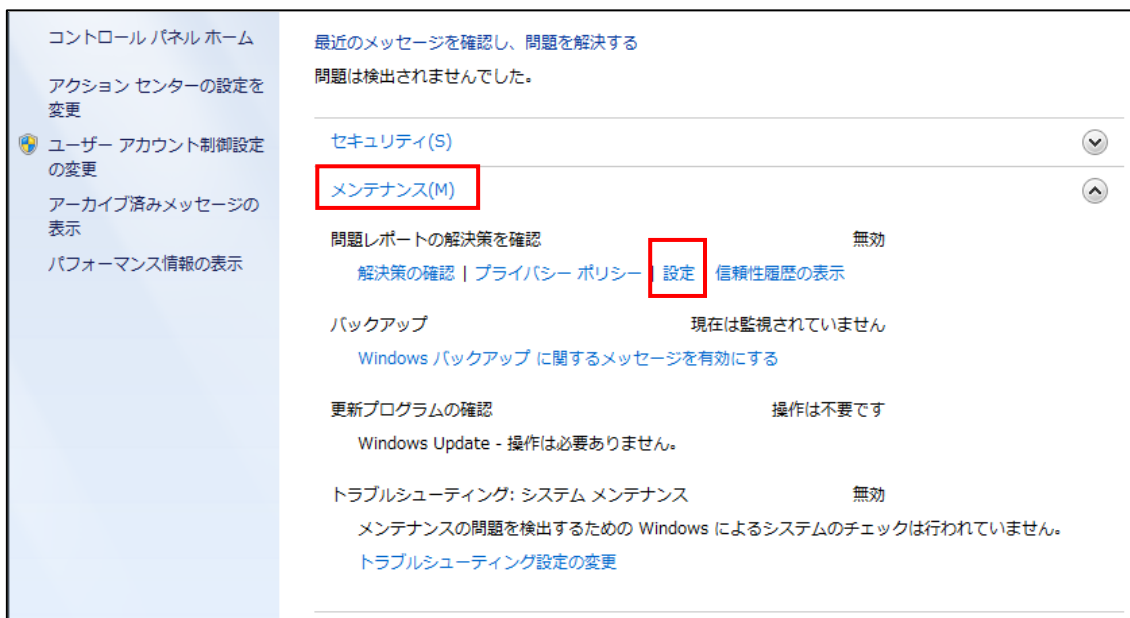 コントロール パネル ホーム
アクション センターの設定を
変更
ユーザー アカウント制御設定
の変更
アーカイブ済みメッセージの
表示
パフォーマンス情報の表示
最近のメッセージを確認し、問題を解決する
問題は検出されませんでした。
セキュリティ(S)
メンテナンス(M)
問題レポートの解決策を確認 無効
解決策の確認 | プライバシー ポリシー | 設定 信頼性履歴の表示
バックアップ 現在は監視されていません
Windows バックアップ に関するメッセージを有効にする
更新プログラムの確認 操作は不要です
Windows Update - 操作は必要ありません。
トラブルシューティング: システム メンテナンス 無効
メンテナンスの問題を検出するための Windows によるシステムのチェックは行われていません。
トラブルシューティング設定の変更